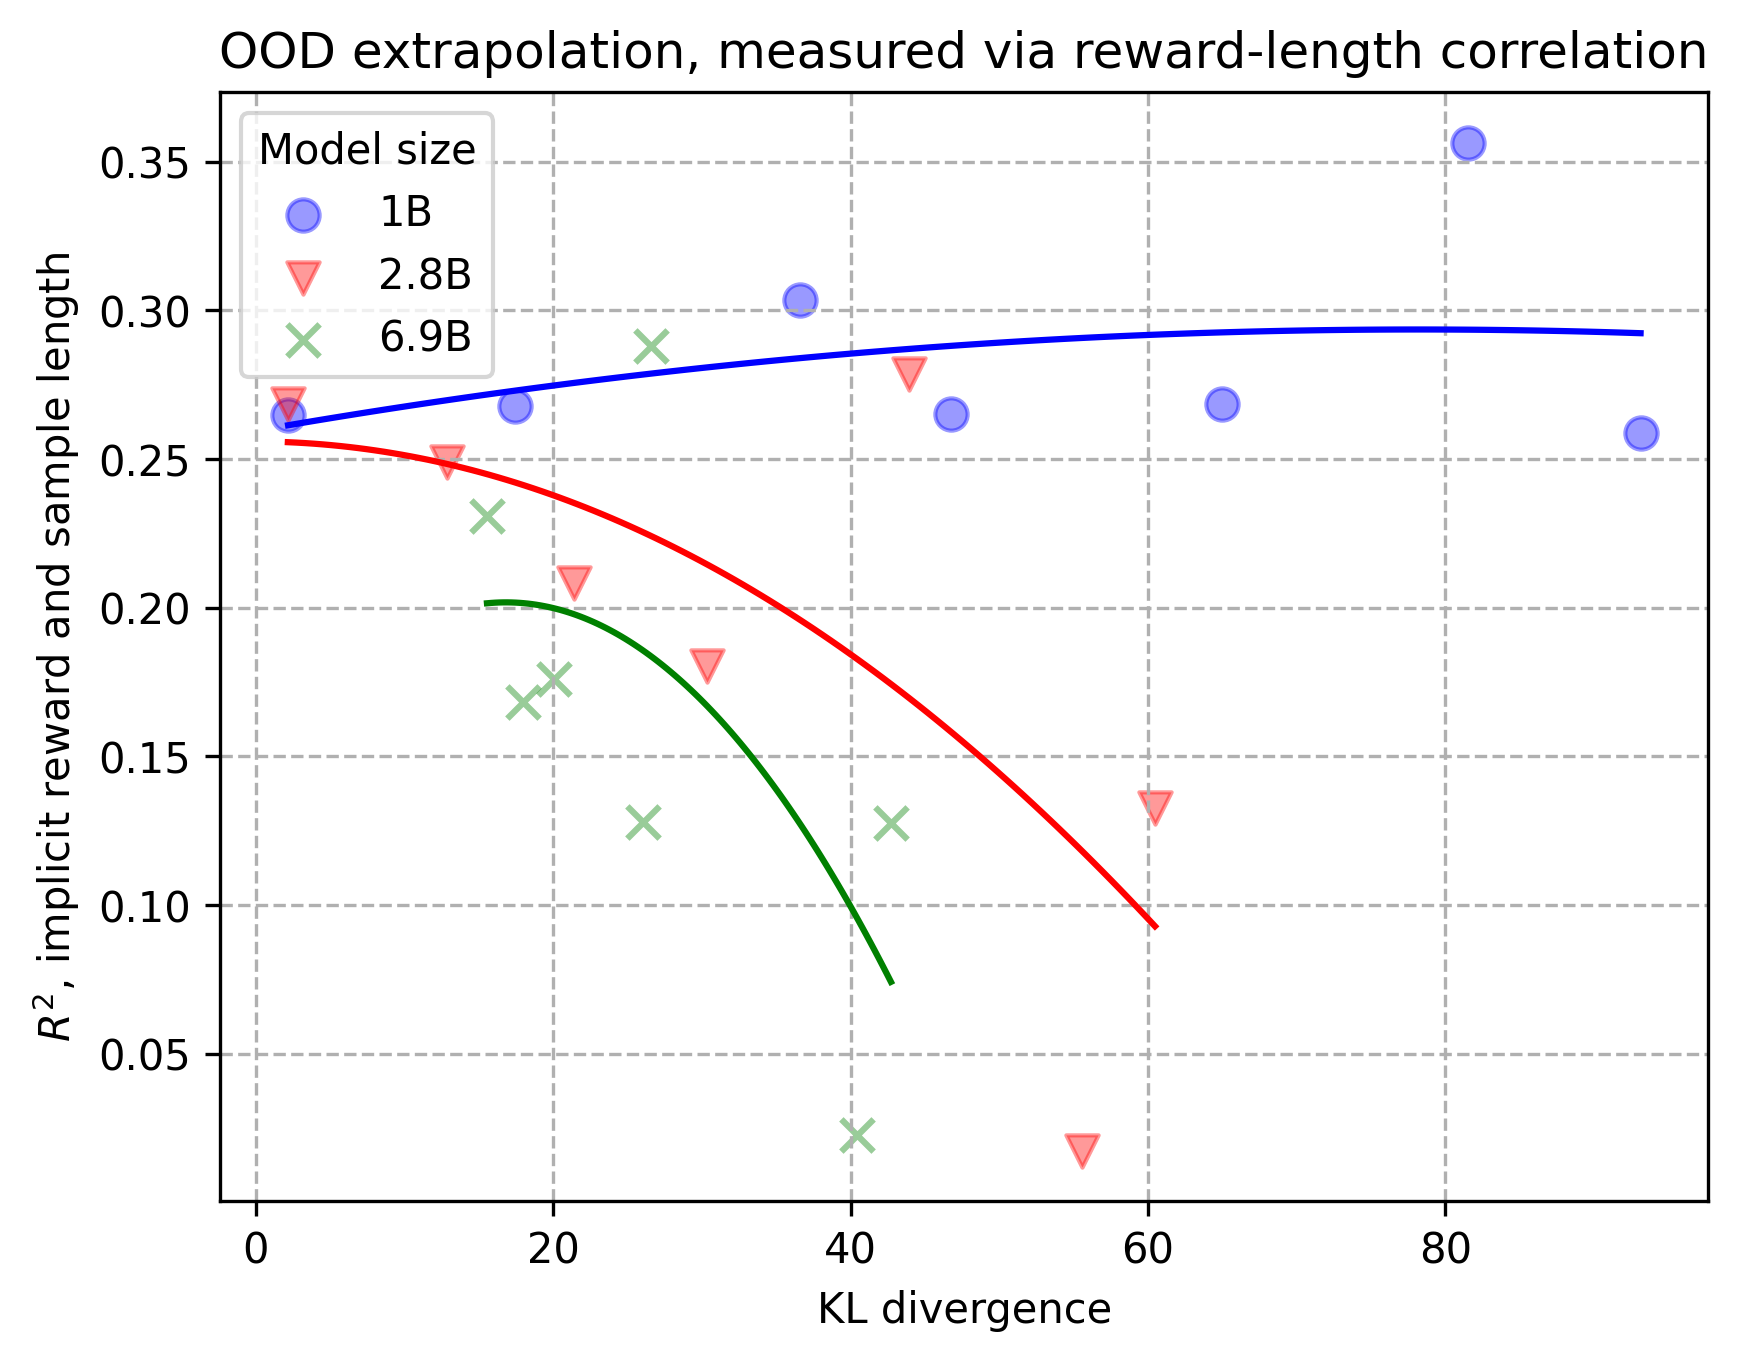 OOD extrapolation, measured via reward-length correlation
Model size
1B
2.8B
6.9B
R², implicit reward and sample length
0.35
0.30
0.25
0.20
0.15
0.10
0.05
0 20 40 60 80
KL divergence